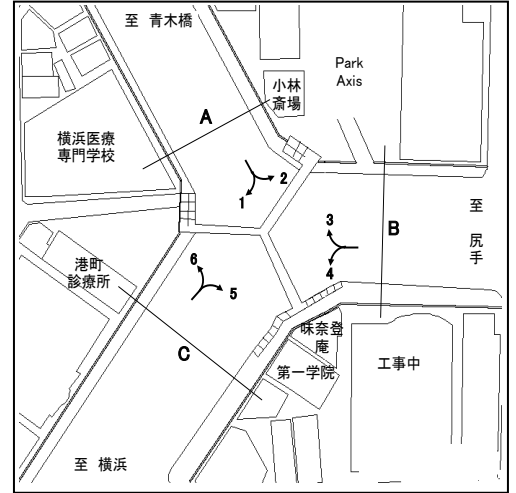 至 青木橋
Park
Axis
小林
斎場
A
横浜医療
専門学校
2
1
3
B
至
尻
手
4
6
5
港町
診療所
味奈登
庵
工事中
第一学院
C
至 横浜